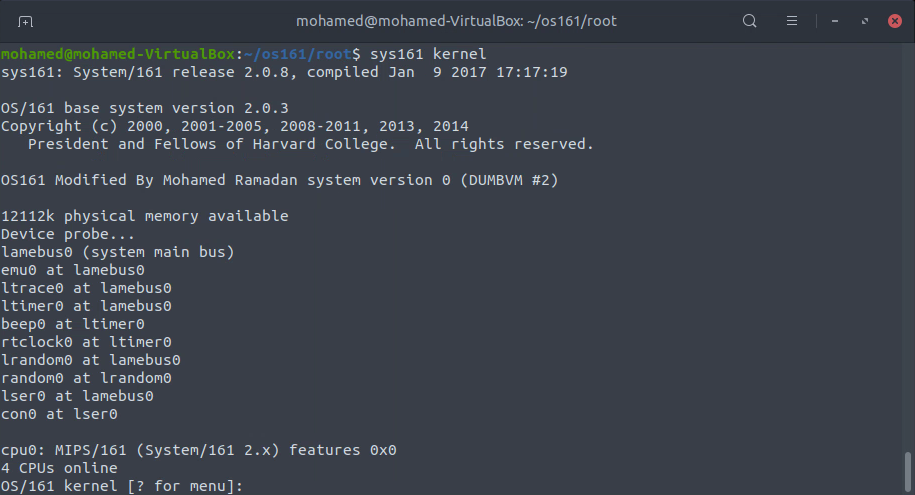 mohamed@mohamed-VirtualBox: ~/os161/root
mohamed@mohamed-VirtualBox:~/os161/root$ sys161 kernel
sys161: System/161 release 2.0.8, compiled Jan  9 2017 17:17:19
OS/161 base system version 2.0.3
Copyright (c) 2000, 2001-2005, 2008-2011, 2013, 2014
   President and Fellows of Harvard College.  All rights reserved.
OS161 Modified By Mohamed Ramadan system version 0 (DUMBVM #2)
12112k physical memory available
Device probe...
lamebus0 (system main bus)
emu0 at lamebus0
ltrace0 at lamebus0
ltimer0 at lamebus0
beep0 at ltimer0
rtclock0 at ltimer0
lrandom0 at lamebus0
random0 at lrandom0
lser0 at lamebus0
con0 at lser0
cpu0: MIPS/161 (System/161 2.x) features 0x0
4 CPUs online
OS/161 kernel [? for menu]: